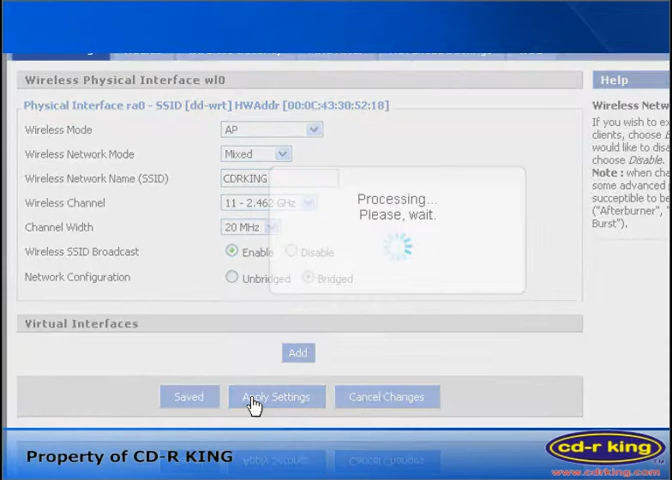 Wireless Physical Interface wl0
Help
Physical Interface ra0 - SSID [dd-wrt] HWAddr [00:0C:43:30:52:18]
Wireless Mode AP
Wireless Network Mode Mixed
Wireless Network Name (SSID) CDRKING
Wireless Channel 11 - 2.462 GHz
Channel Width 20 MHz
Wireless SSID Broadcast Enable Disable
Network Configuration Unbridged Bridged
Processing...
Please, wait.
Virtual Interfaces
Add
Saved Apply Settings Cancel Changes
Wireless Netw
If you wish to ex
clients, choose E
would like to disa
choose Disable.
Note : when cha
some advanced
succeptible to be
("Afterburner", "
Burst").
Property of CD-R KING
cd-r king
www.cdrking.com